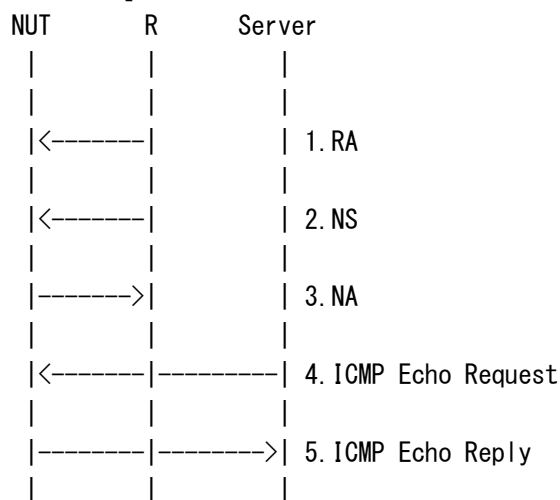 NUT R Server
1.RA
2.NS
3.NA
4.ICMP Echo Request
5.ICMP Echo Reply